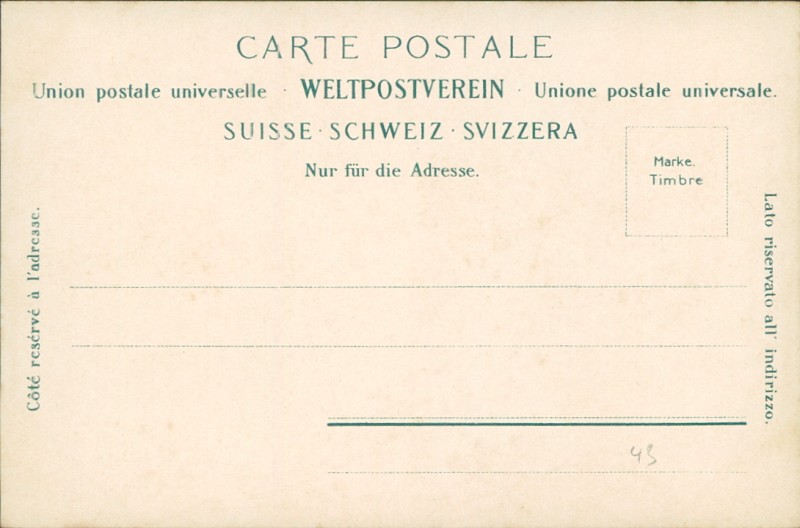 CARTE POSTALE
Union postale universelle · WELTPOSTVEREIN · Unione postale universale.
SUISSE · SCHWEIZ · SVIZZERA
Nur für die Adresse.
Marke.
Timbre
Côté resérvé à l'adresse.
Lato riservato all' indirizzo.
43